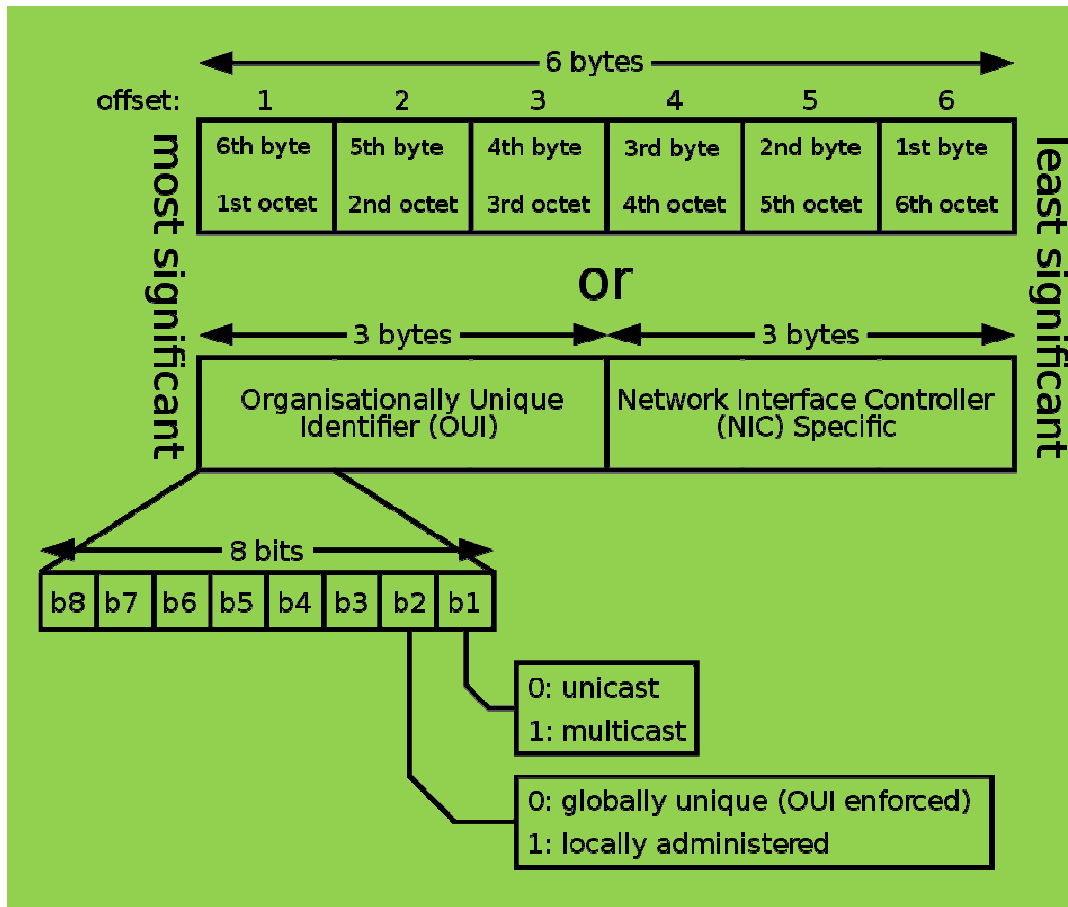 6 bytes
offset: 1 2 3 4 5 6
most significant
6th byte 5th byte 4th byte 3rd byte 2nd byte 1st byte
1st octet 2nd octet 3rd octet 4th octet 5th octet 6th octet
least significant
or
3 bytes 3 bytes
Organisationally Unique
Identifier (OUI)
Network Interface Controller
(NIC) Specific
8 bits
b8 b7 b6 b5 b4 b3 b2 b1
0: unicast
1: multicast
0: globally unique (OUI enforced)
1: locally administered